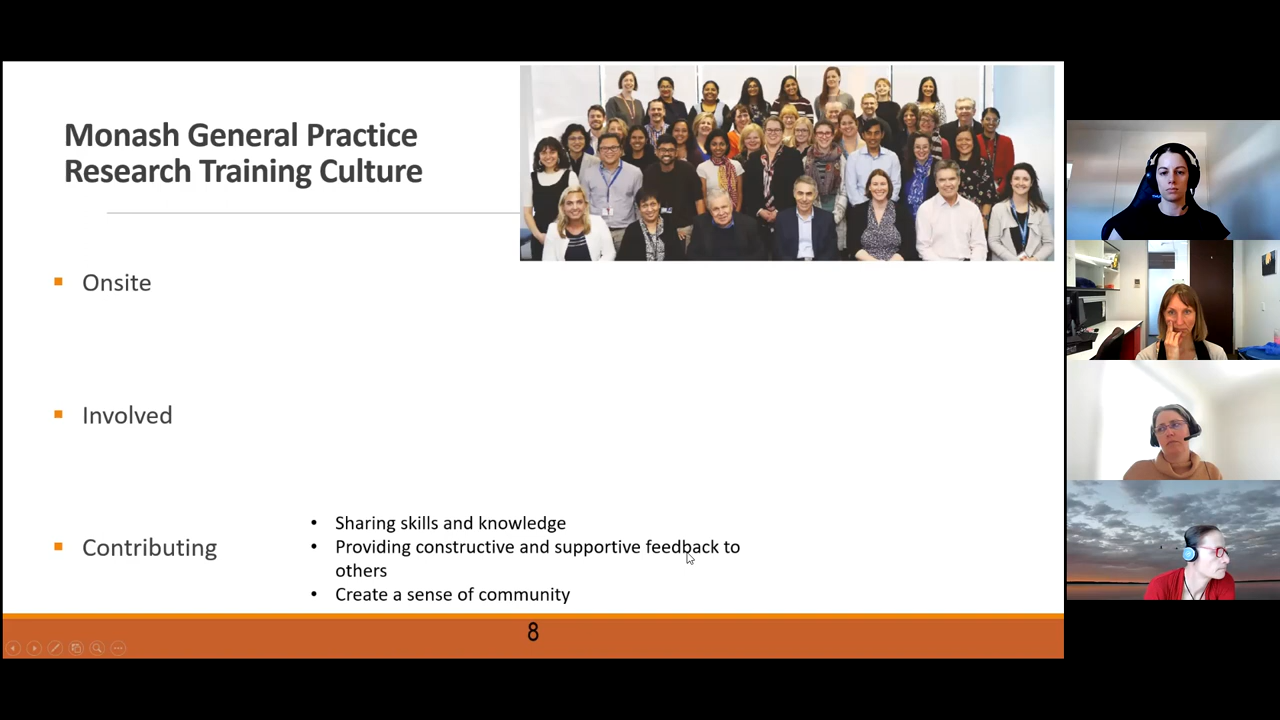 Monash General Practice
Research Training Culture
Onsite
Involved
Contributing
• Sharing skills and knowledge
• Providing constructive and supportive feedback to
others
• Create a sense of community
8